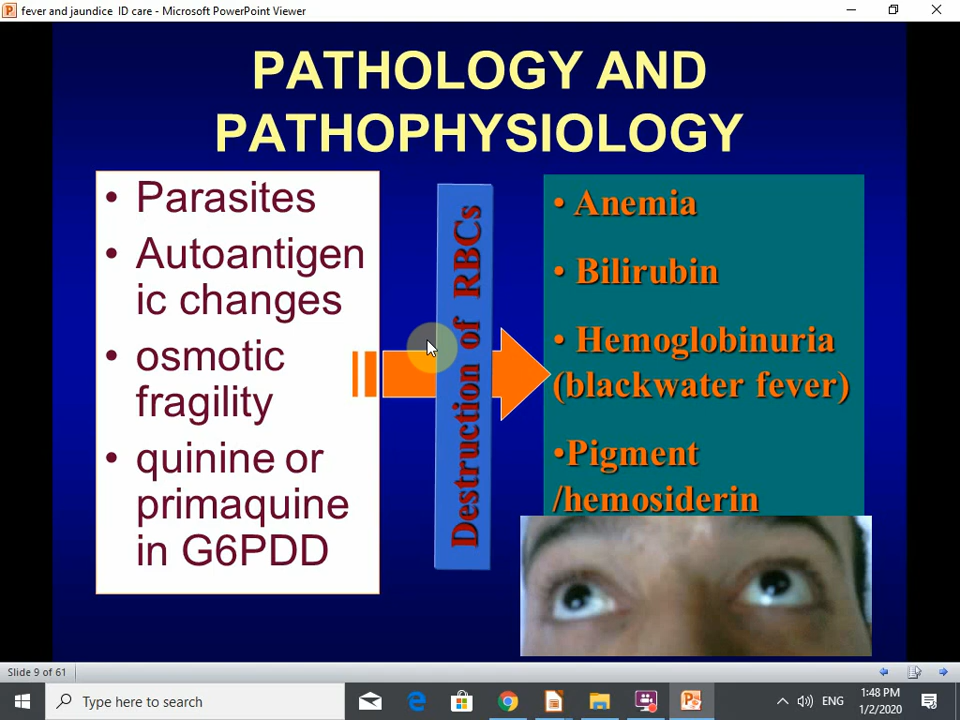 fever and jaundice ID care - Microsoft PowerPoint Viewer
PATHOLOGY AND
PATHOPHYSIOLOGY
• Parasites
• Autoantigen
ic changes
• osmotic
fragility
• quinine or
primaquine
in G6PDD
Destruction of RBCs
• Anemia
• Bilirubin
• Hemoglobinuria
(blackwater fever)
•Pigment
/hemosiderin
Slide 9 of 61
Type here to search
ENG
1:48 PM
1/2/2020